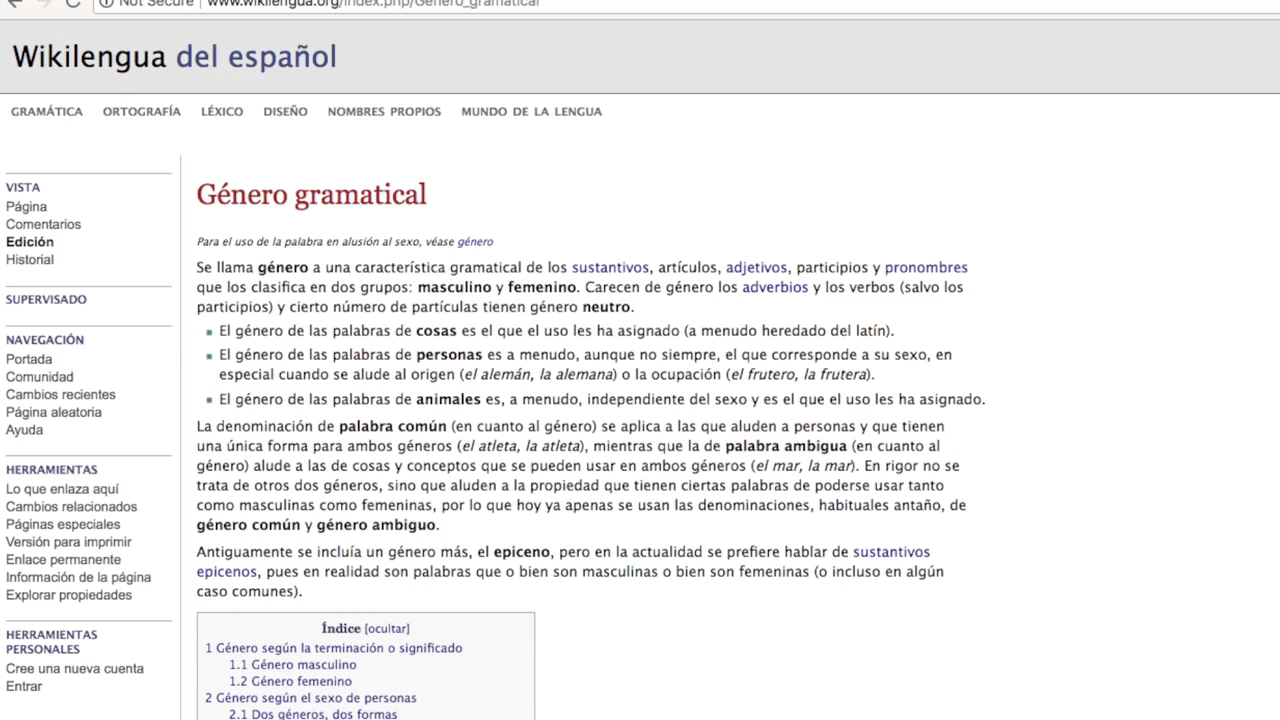 Not Secure | www.wikilengua.org/index.php/Género_gramatical
Wikilengua del español
GRAMÁTICA ORTOGRAFÍA LÉXICO DISEÑO NOMBRES PROPIOS MUNDO DE LA LENGUA
VISTA
Página
Comentarios
Edición
Historial
SUPERVISADO
NAVEGACIÓN
Portada
Comunidad
Cambios recientes
Página aleatoria
Ayuda
HERRAMIENTAS
Lo que enlaza aquí
Cambios relacionados
Páginas especiales
Versión para imprimir
Enlace permanente
Información de la página
Explorar propiedades
HERRAMIENTAS
PERSONALES
Cree una nueva cuenta
Entrar
Género gramatical
Para el uso de la palabra en alusión al sexo, véase género
Se llama género a una característica gramatical de los sustantivos, artículos, adjetivos, participios y pronombres
que los clasifica en dos grupos: masculino y femenino. Carecen de género los adverbios y los verbos (salvo los
participios) y cierto número de partículas tienen género neutro.
El género de las palabras de cosas es el que el uso les ha asignado (a menudo heredado del latín).
El género de las palabras de personas es a menudo, aunque no siempre, el que corresponde a su sexo, en
especial cuando se alude al origen (el alemán, la alemana) o la ocupación (el frutero, la frutera).
El género de las palabras de animales es, a menudo, independiente del sexo y es el que el uso les ha asignado.
La denominación de palabra común (en cuanto al género) se aplica a las que aluden a personas y que tienen
una única forma para ambos géneros (el atleta, la atleta), mientras que la de palabra ambigua (en cuanto al
género) alude a las de cosas y conceptos que se pueden usar en ambos géneros (el mar, la mar). En rigor no se
trata de otros dos géneros, sino que aluden a la propiedad que tienen ciertas palabras de poderse usar tanto
como masculinas como femeninas, por lo que hoy ya apenas se usan las denominaciones, habituales antaño, de
género común y género ambiguo.
Antiguamente se incluía un género más, el epiceno, pero en la actualidad se prefiere hablar de sustantivos
epicenos, pues en realidad son palabras que o bien son masculinas o bien son femeninas (o incluso en algún
caso comunes).
Índice [ocultar]
1 Género según la terminación o significado
1.1 Género masculino
1.2 Género femenino
2 Género según el sexo de personas
2.1 Dos géneros, dos formas